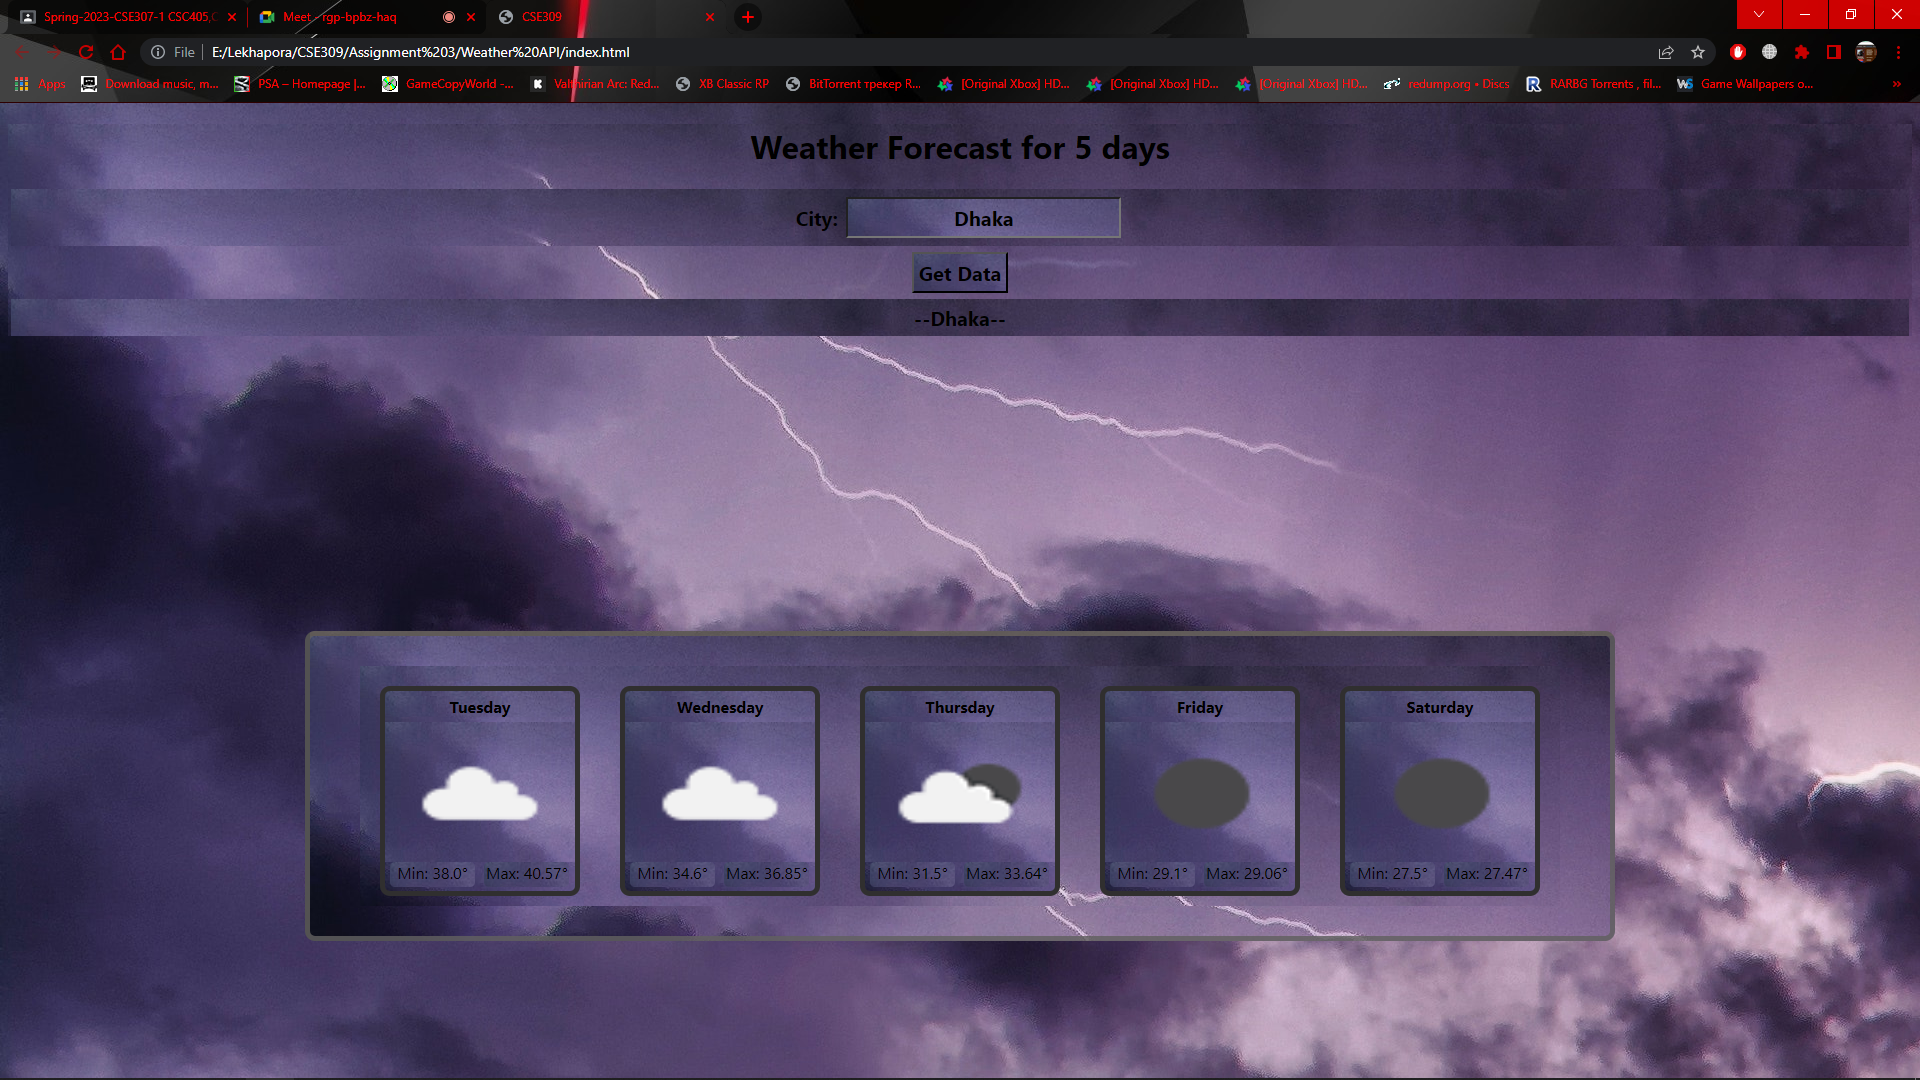 Spring-2023-CSE307-1 CSC405,C
Meet - rgp-bpbz-haq
CSE309
File
E:/Lekhapora/CSE309/Assignment%203/Weather%20API/index.html
Apps
Download music, m...
PSA – Homepage |...
GameCopyWorld -...
Valthirian Arc: Red...
XB Classic RP
BitTorrent трекер R...
[Original Xbox] HD...
[Original Xbox] HD...
[Original Xbox] HD...
redump.org • Discs
RARBG Torrents , fil...
Game Wallpapers o...
Weather Forecast for 5 days
City: Dhaka
Get Data
--Dhaka--
Tuesday
Wednesday
Thursday
Friday
Saturday
Min: 38.0° Max: 40.57°
Min: 34.6° Max: 36.85°
Min: 31.5° Max: 33.64°
Min: 29.1° Max: 29.06°
Min: 27.5° Max: 27.47°